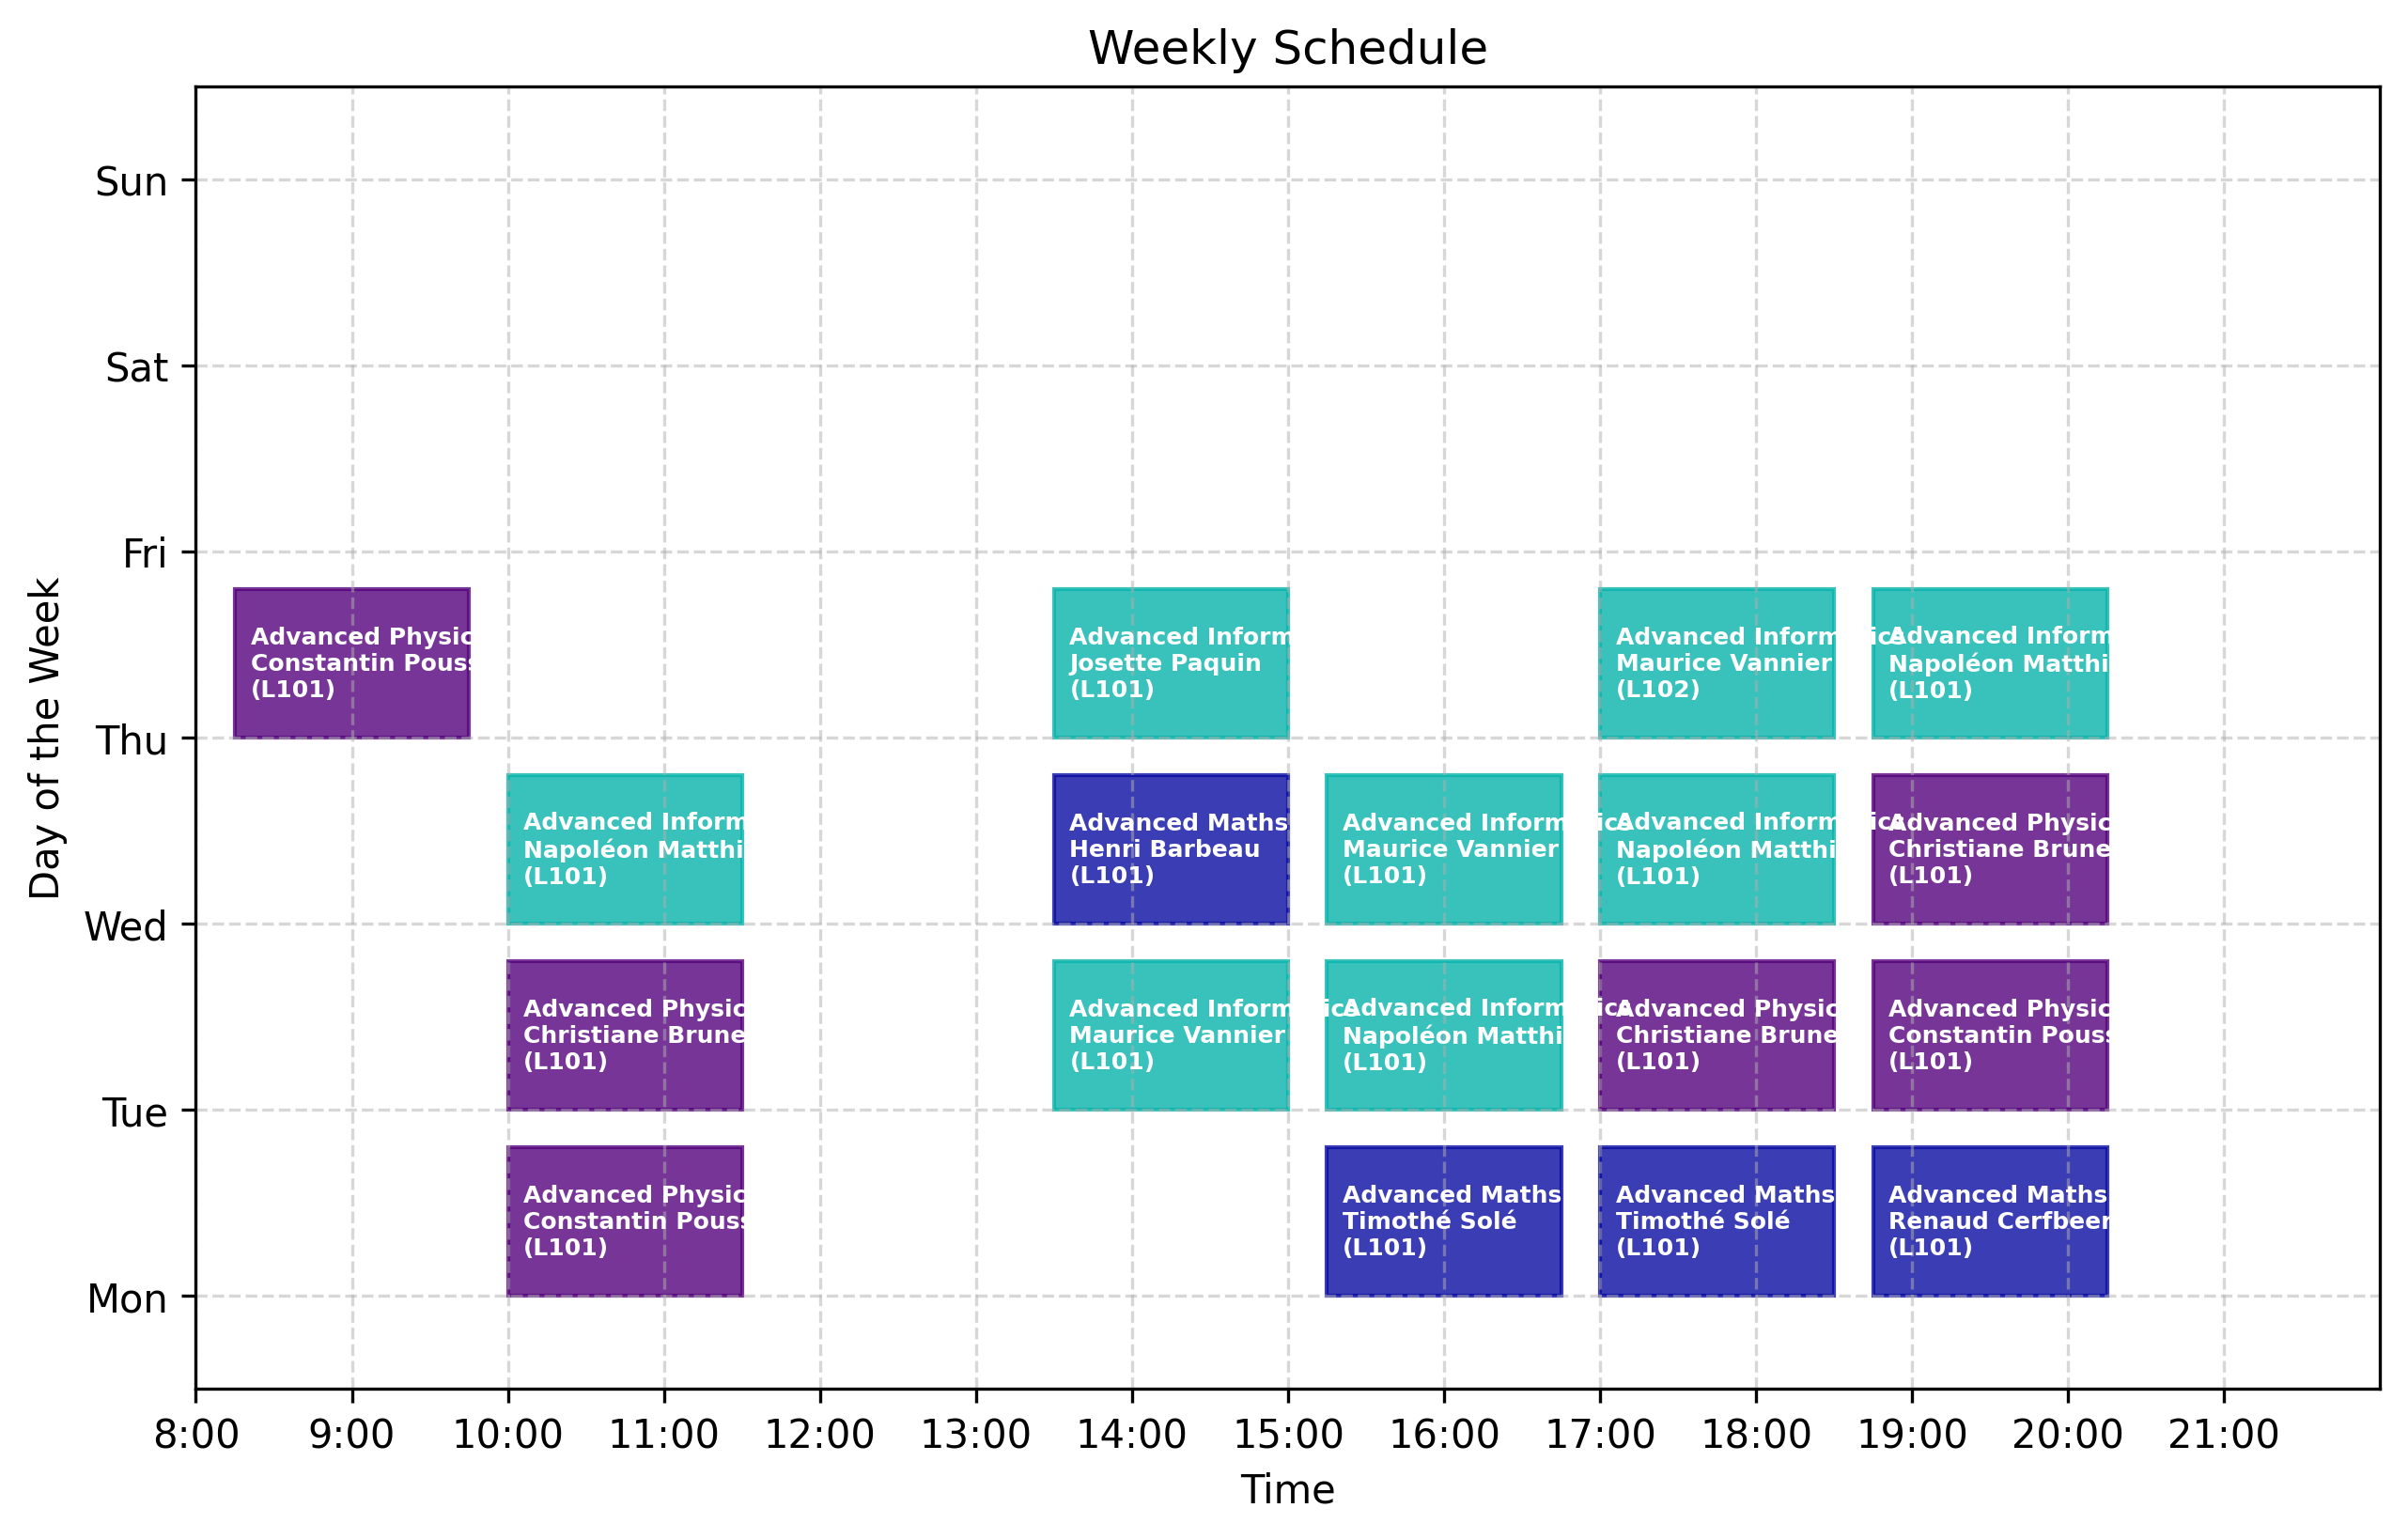 Weekly Schedule
Sun
Sat
Fri
Thu
Wed
Tue
Mon
Day of the Week
Advanced Physic
Constantin Pouss
(L101)
Advanced Inform
Josette Paquin
(L101)
Advanced Inform
Maurice Vannier
(L102)
Advanced Inform
Napoléon Matthi
(L101)
Advanced Inform
Napoléon Matthi
(L101)
Advanced Maths
Henri Barbeau
(L101)
Advanced Inform
Maurice Vannier
(L101)
Advanced Inform
Napoléon Matthi
(L101)
Advanced Physic
Christiane Brune
(L101)
Advanced Physic
Christiane Brune
(L101)
Advanced Inform
Maurice Vannier
(L101)
Advanced Inform
Napoléon Matthi
(L101)
Advanced Physic
Christiane Brune
(L101)
Advanced Physic
Constantin Pouss
(L101)
Advanced Physic
Constantin Pouss
(L101)
Advanced Maths
Timothé Solé
(L101)
Advanced Maths
Timothé Solé
(L101)
Advanced Maths
Renaud Cerfbeer
(L101)
8:00 9:00 10:00 11:00 12:00 13:00 14:00 15:00 16:00 17:00 18:00 19:00 20:00 21:00
Time